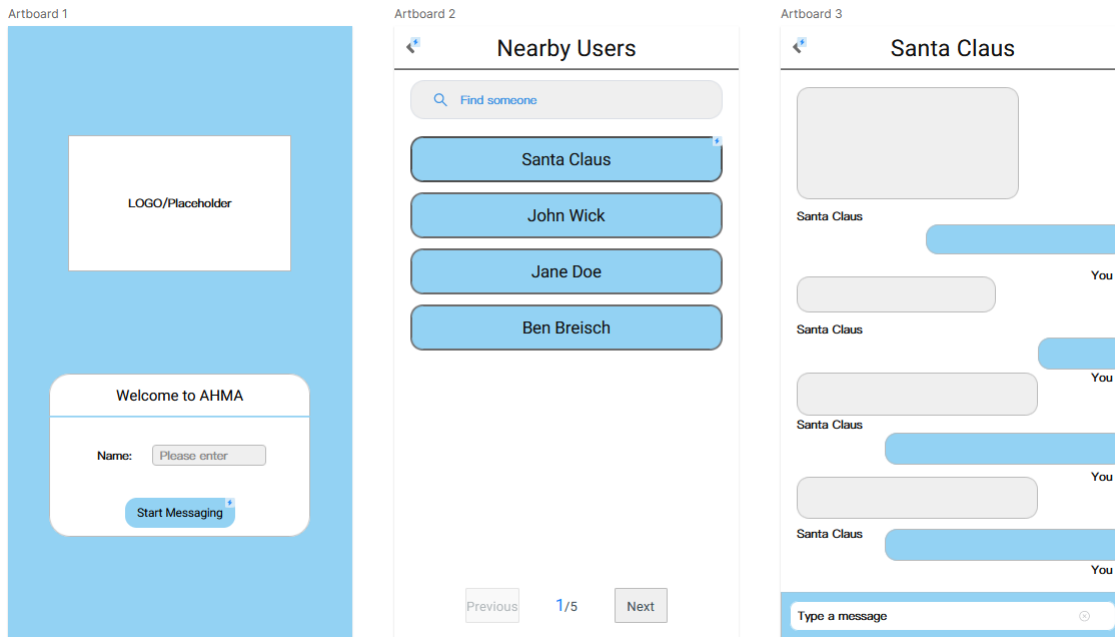 Artboard 1
LOGO/Placeholder
Welcome to AHMA
Name: Please enter
Start Messaging
Artboard 2
Nearby Users
Find someone
Santa Claus
John Wick
Jane Doe
Ben Breisch
Previous 1/5 Next
Artboard 3
Santa Claus
Santa Claus
You
Santa Claus
You
Santa Claus
You
Santa Claus
You
Type a message